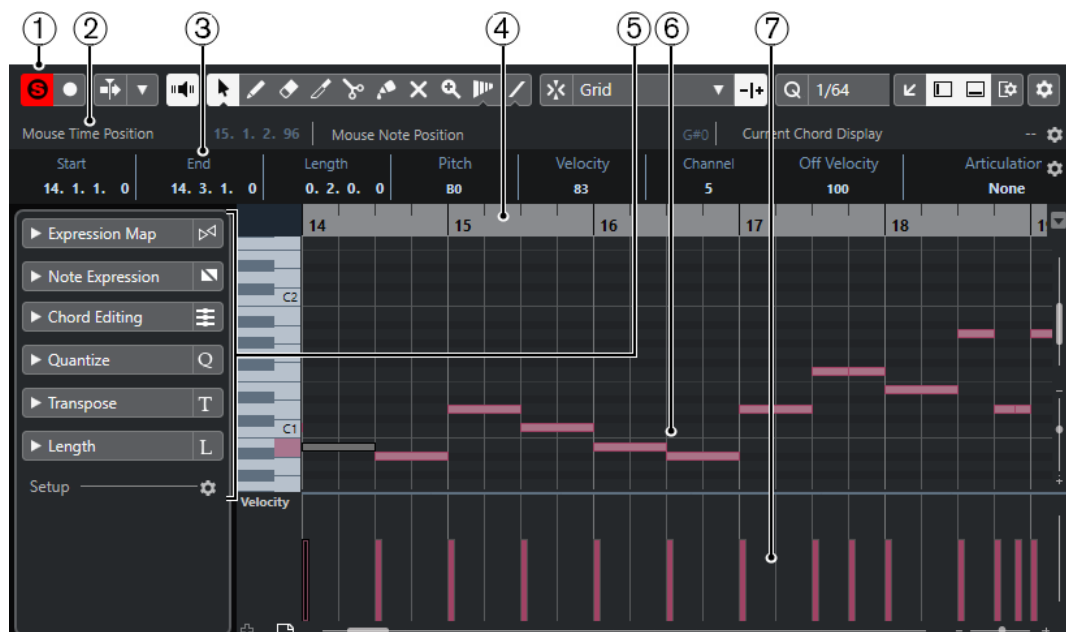 1 2 3 4 5 6 7
S Grid Q 1/64
Mouse Time Position 15. 1. 2. 96 Mouse Note Position G#0 Current Chord Display --
Start End Length Pitch Velocity Channel Off Velocity Articulation
14. 1. 1. 0 14. 3. 1. 0 0. 2. 0. 0 B0 83 5 100 None
14 15 16 17 18 19
Expression Map
Note Expression
C2
Chord Editing
Quantize Q
Transpose T
C1
Length L
Setup
Velocity